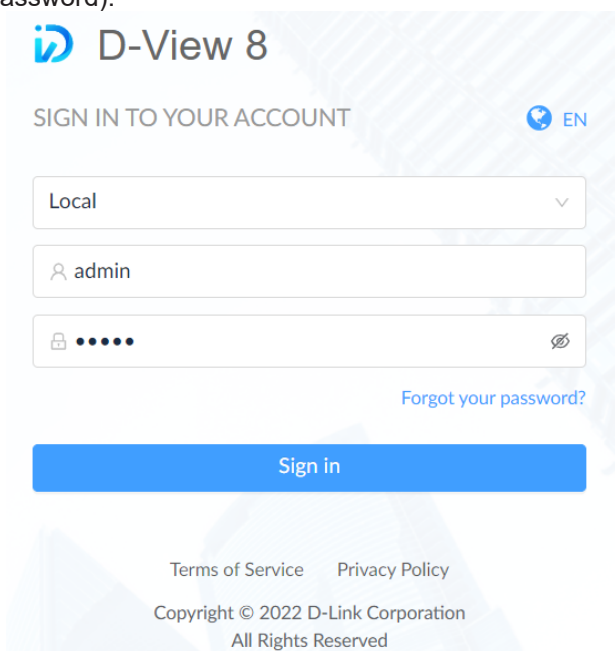 assword).
D-View 8
SIGN IN TO YOUR ACCOUNT
EN
Local
admin
•••••
Forgot your password?
Sign in
Terms of Service Privacy Policy
Copyright © 2022 D-Link Corporation
All Rights Reserved